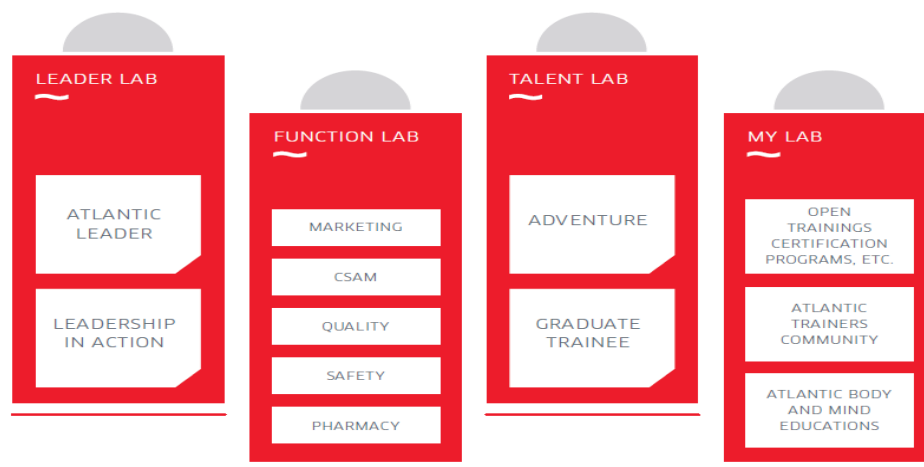 LEADER LAB
ATLANTIC
LEADER
LEADERSHIP
IN ACTION
FUNCTION LAB
MARKETING
CSAM
QUALITY
SAFETY
PHARMACY
TALENT LAB
ADVENTURE
GRADUATE
TRAINEE
MY LAB
OPEN
TRAININGS
CERTIFICATION
PROGRAMS, ETC.
ATLANTIC
TRAINERS
COMMUNITY
ATLANTIC BODY
AND MIND
EDUCATIONS